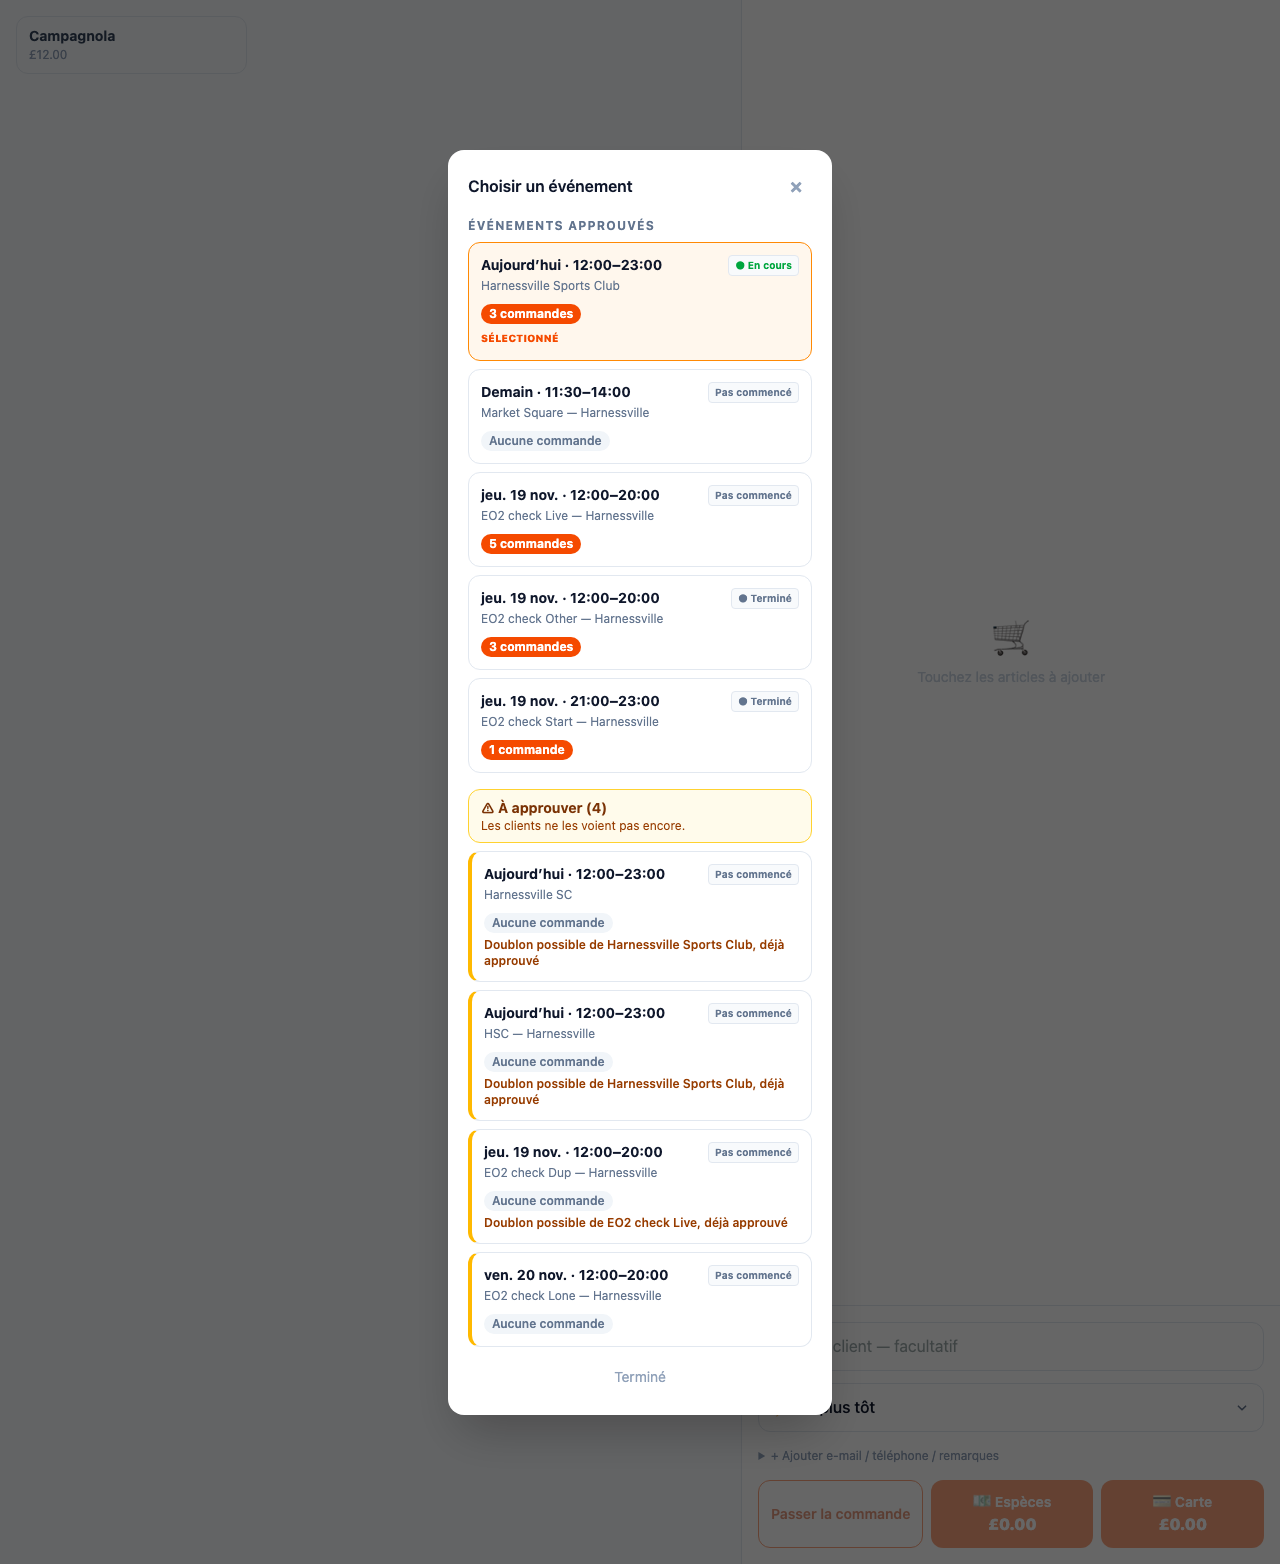 Campagnola
£12.00
Choisir un événement
×
ÉVÉNEMENTS APPROUVÉS
Aujourd’hui · 12:00–23:00
En cours
Harnessville Sports Club
3 commandes
SÉLECTIONNÉ
Demain · 11:30–14:00
Pas commencé
Market Square — Harnessville
Aucune commande
jeu. 19 nov. · 12:00–20:00
Pas commencé
EO2 check Live — Harnessville
5 commandes
jeu. 19 nov. · 12:00–20:00
Terminé
EO2 check Other — Harnessville
3 commandes
jeu. 19 nov. · 21:00–23:00
Terminé
EO2 check Start — Harnessville
1 commande
⚠ À approuver (4)
Les clients ne les voient pas encore.
Aujourd’hui · 12:00–23:00
Pas commencé
Harnessville SC
Aucune commande
Doublon possible de Harnessville Sports Club, déjà
approuvé
Aujourd’hui · 12:00–23:00
Pas commencé
HSC — Harnessville
Aucune commande
Doublon possible de Harnessville Sports Club, déjà
approuvé
jeu. 19 nov. · 12:00–20:00
Pas commencé
EO2 check Dup — Harnessville
Aucune commande
Doublon possible de EO2 check Live, déjà approuvé
ven. 20 nov. · 12:00–20:00
Pas commencé
EO2 check Lone — Harnessville
Aucune commande
Terminé
Touchez les articles à ajouter
client — facultatif
plus tôt
+ Ajouter e-mail / téléphone / remarques
Passer la commande
Espèces
£0.00
Carte
£0.00